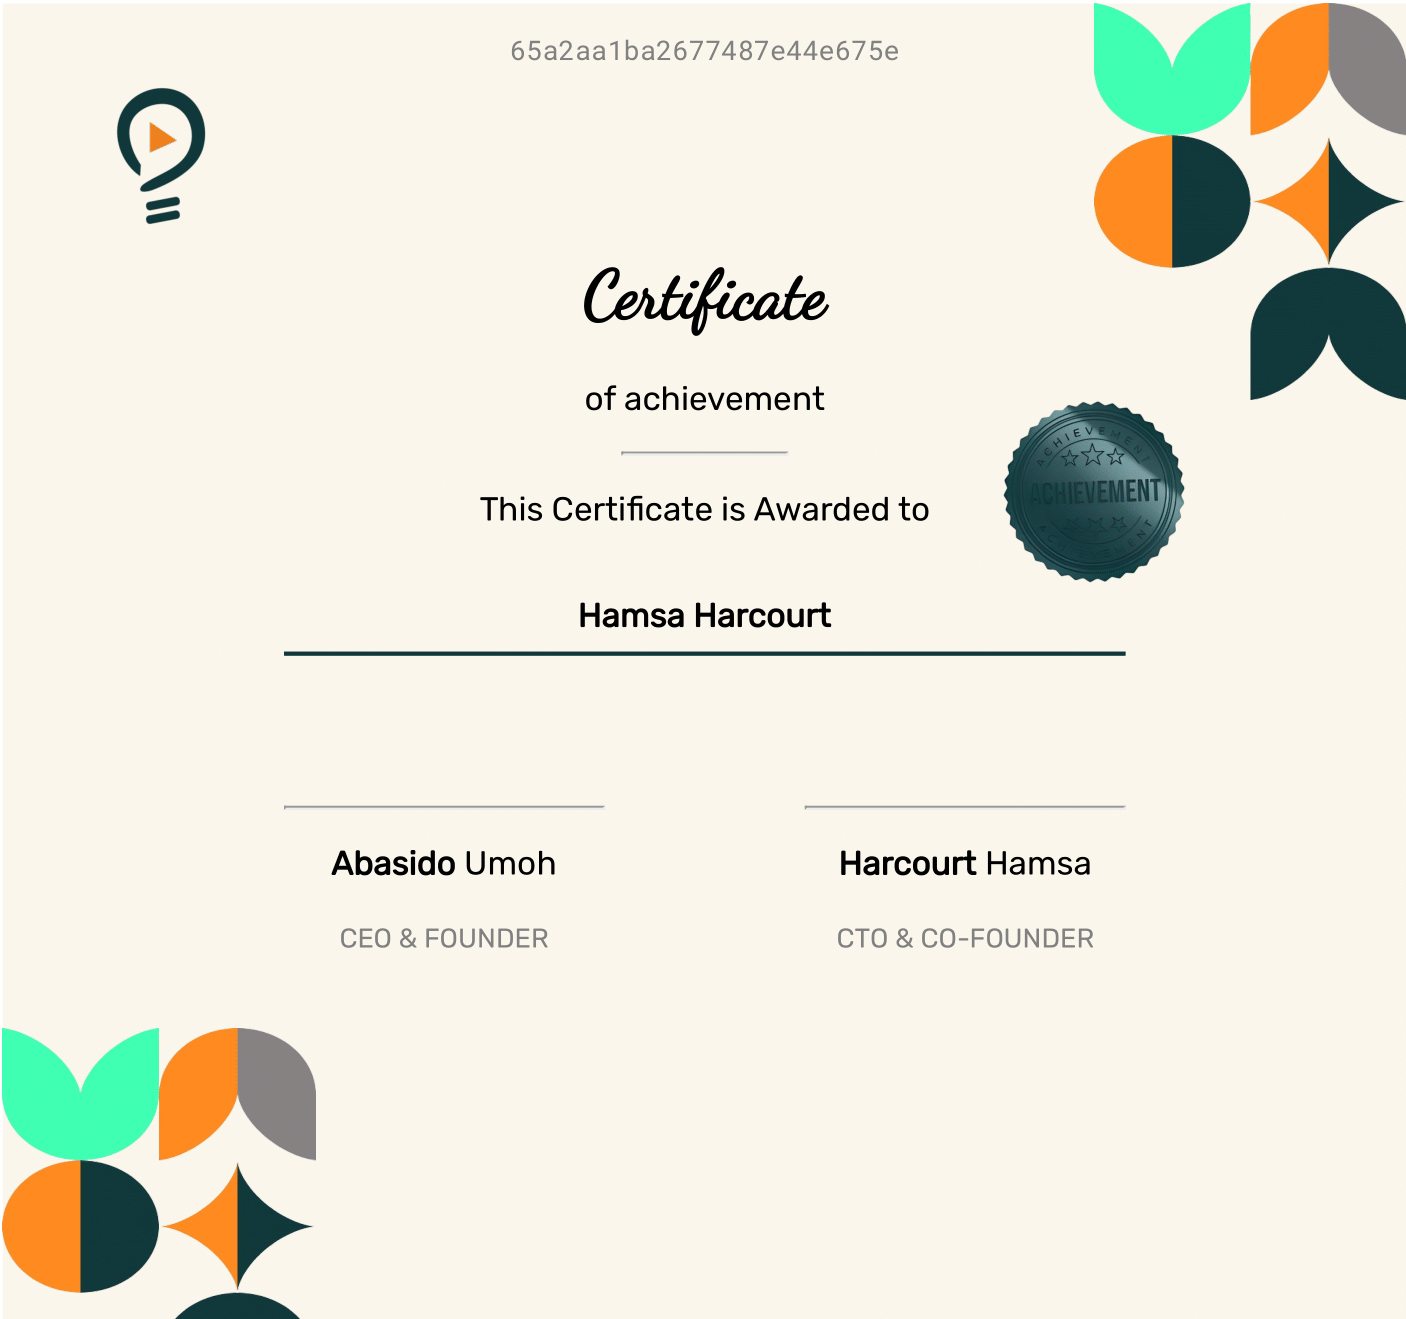 65a2aa1ba2677487e44e675e
Certificate
of achievement
ACHIEVEMENT
ACHIEVEMENT
ACHIEVEMENT
This Certificate is Awarded to
Hamsa Harcourt
Abasido Umoh
Harcourt Hamsa
CEO & FOUNDER
CTO & CO-FOUNDER